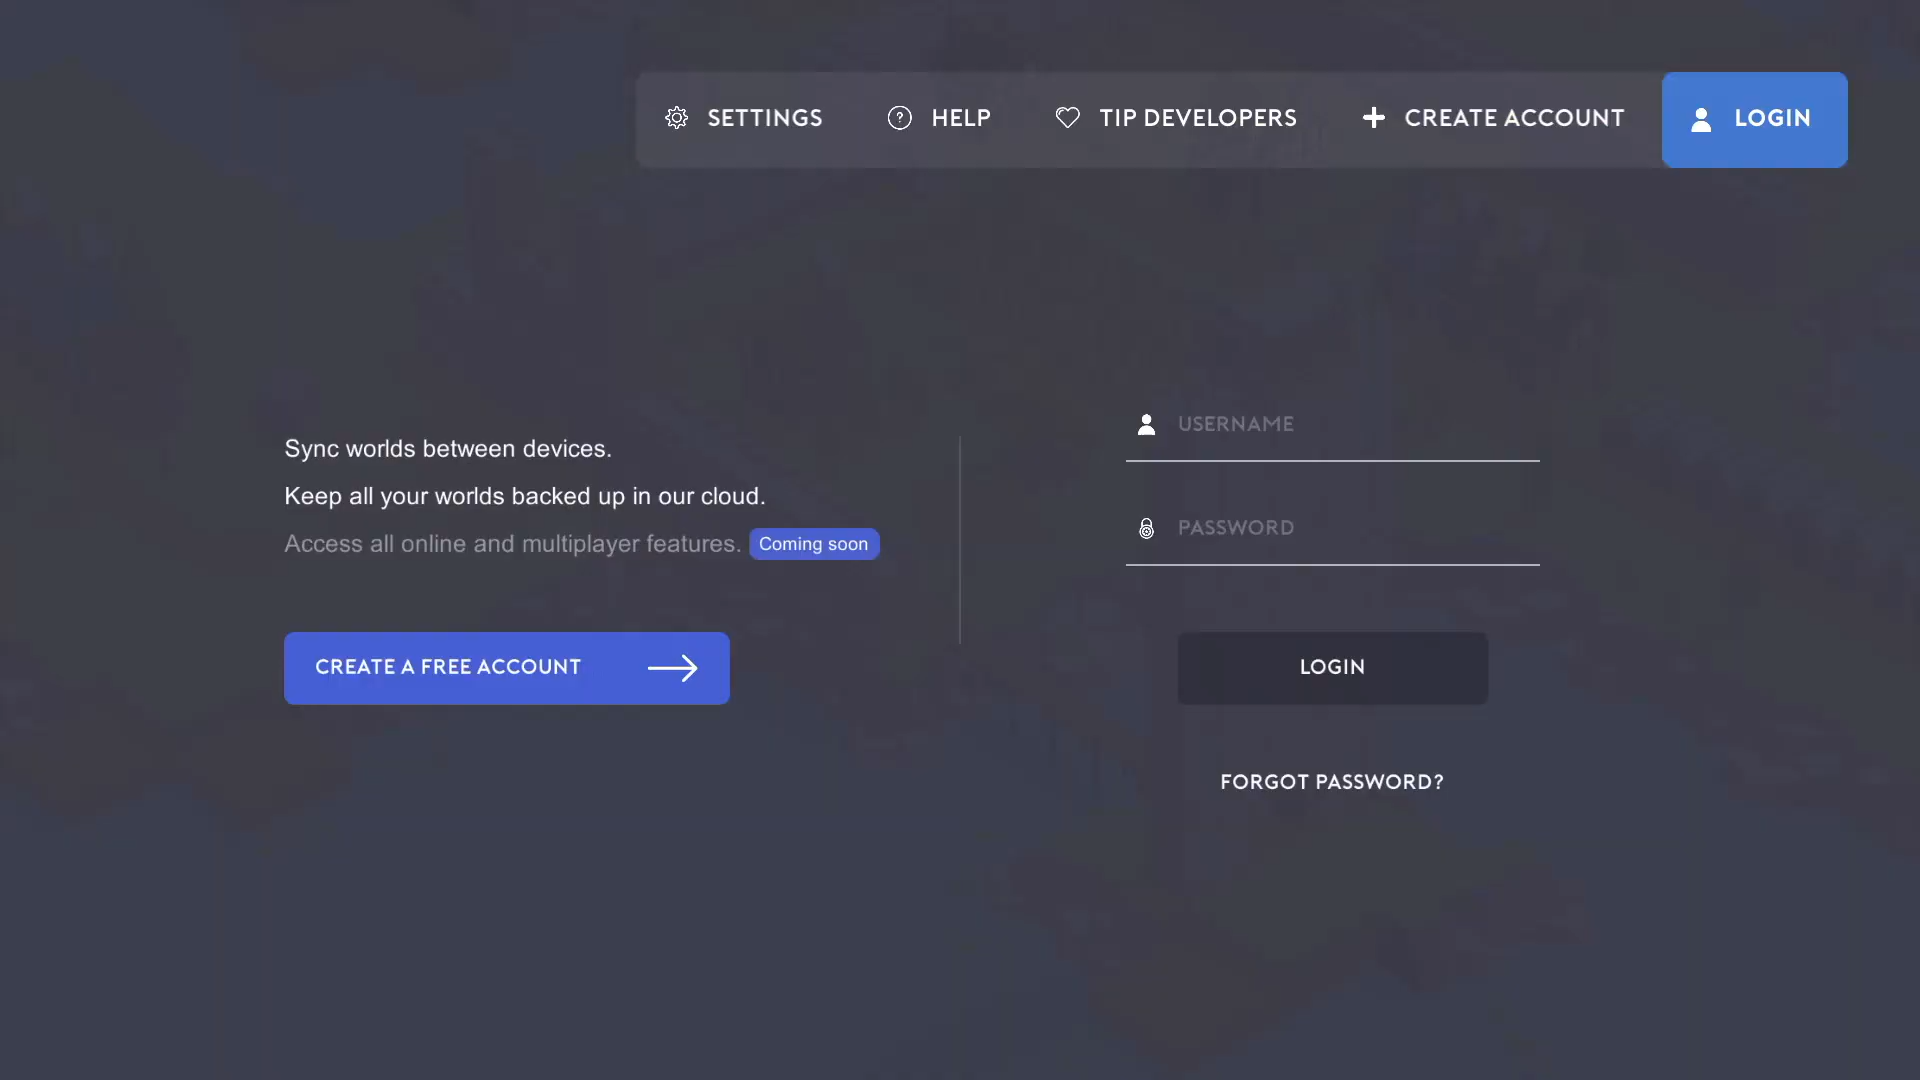 SETTINGS
HELP
TIP DEVELOPERS
CREATE ACCOUNT
LOGIN
Sync worlds between devices.
Keep all your worlds backed up in our cloud.
Access all online and multiplayer features. Coming soon
CREATE A FREE ACCOUNT
USERNAME
PASSWORD
LOGIN
FORGOT PASSWORD?